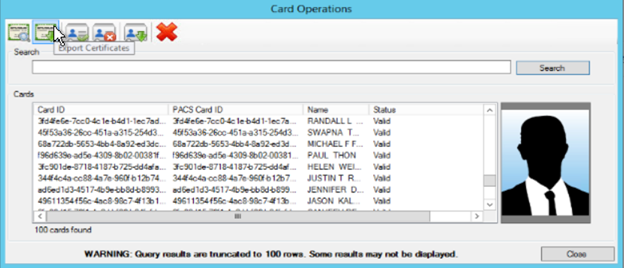 Card Operations
Export Certificates
Search
Search
Cards
Card ID PACS Card ID Name Status
3fd4fe6e-7cc0-4c1e-b4d1-1ec7ad... 3fd4fe6e-7cc0-4c1e-b4d1-1ec7a... RANDALL L ... Valid
45f53a36-26cc-451a-a315-254d3... 45f53a36-26cc-451a-a315-254d3... SWAPNA T... Valid
68a722db-5653-4bb4-8a92-ed3dc... 68a722db-5653-4bb4-8a92-ed3d... MICHAEL F F... Valid
f96d639e-ad5e-4309-8b02-00381f... f96d639e-ad5e-4309-8b02-00381... PAUL THON Valid
3fc901de-8718-4187-b725-dd4afa... 3fc901de-8718-4187-b725-dd4af... HELEN WEI... Valid
344f4c4a-cc88-4a7e-960f-b12b74... 344f4c4a-cc88-4a7e-960f-b12b7... JUSTIN T R... Valid
ad6ed1d3-4517-4b9e-bb8d-b8993... ad6ed1d3-4517-4b9e-bb8d-b899... JENNIFER D... Valid
49611354-f56c-4ac8-98c7-4f13b1... 49611354-f56c-4ac8-98c7-4f13b... JASON KAL... Valid
100 cards found
WARNING: Query results are truncated to 100 rows. Some results may not be displayed.
Close